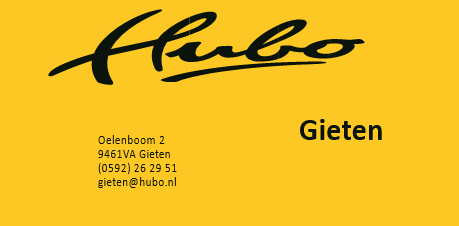 Hubo
Gieten
Oelenboom 2
9461VA Gieten
(0592) 26 29 51
gieten@hubo.nl